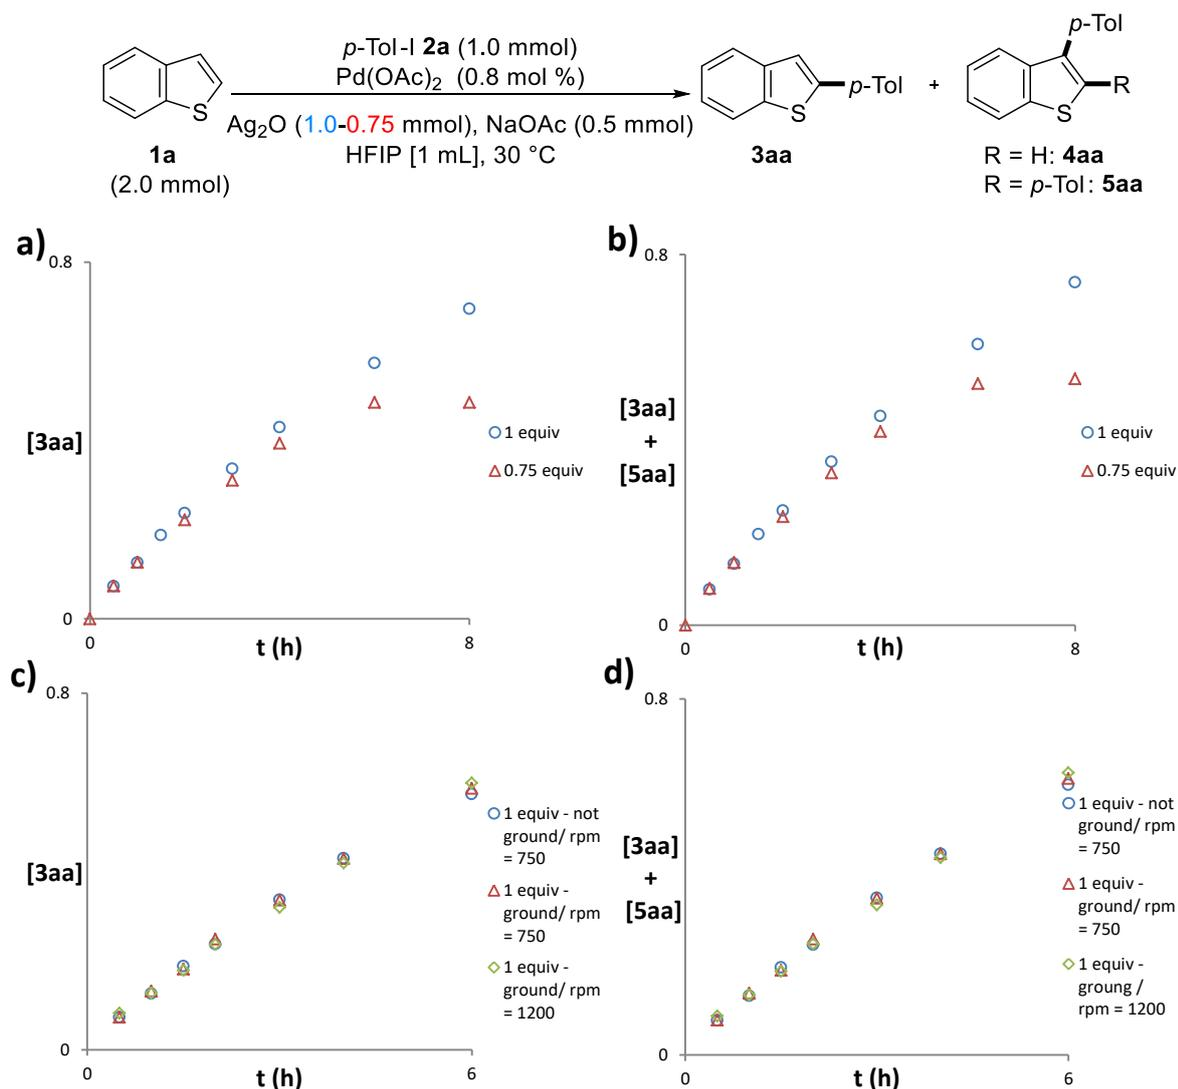 p-Tol
p-Tol-I 2a (1.0 mmol)
Pd(OAc)2 (0.8 mol %)
S
p-Tol
+
R
S
S
Ag2O (1.0-0.75 mmol), NaOAc (0.5 mmol)
1a
HFIP [1 mL], 30 °C
3aa
R = H: 4aa
(2.0 mmol)
R = p-Tol: 5aa
a)
0.8
[3aa]
1 equiv
0.75 equiv
0
0
8
t (h)
b)
0.8
[3aa]
+
[5aa]
1 equiv
0.75 equiv
0
0
8
t (h)
c)
0.8
[3aa]
1 equiv - not
ground/ rpm
= 750
1 equiv -
ground/ rpm
= 750
1 equiv -
ground/ rpm
= 1200
0
0
6
t (h)
d)
0.8
[3aa]
+
[5aa]
1 equiv - not
ground/ rpm
= 750
1 equiv -
ground/ rpm
= 750
1 equiv -
groung /
rpm = 1200
0
0
6
t (h)